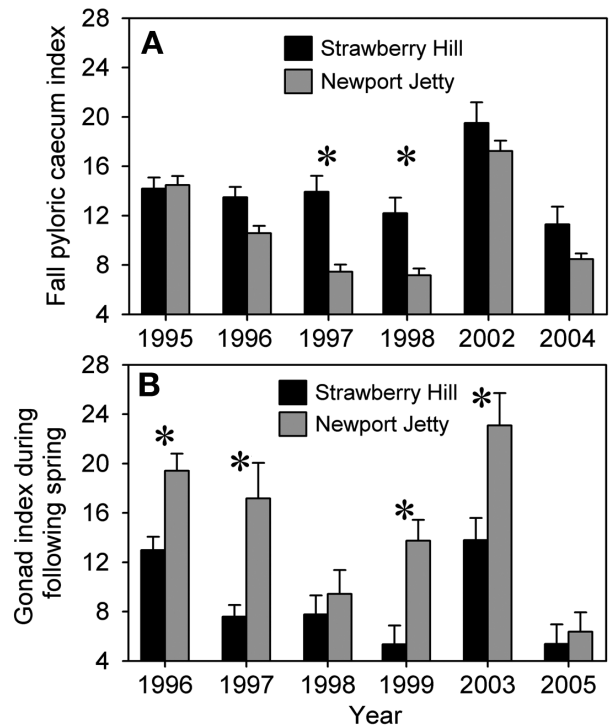 A
Strawberry Hill
Newport Jetty
Fall pyloric caecum index
28
24
20
16
12
8
4
* *
1995 1996 1997 1998 2002 2004
B
Strawberry Hill
Newport Jetty
Gonad index during
following spring
28
24
20
16
12
8
4
* * * *
1996 1997 1998 1999 2003 2005
Year